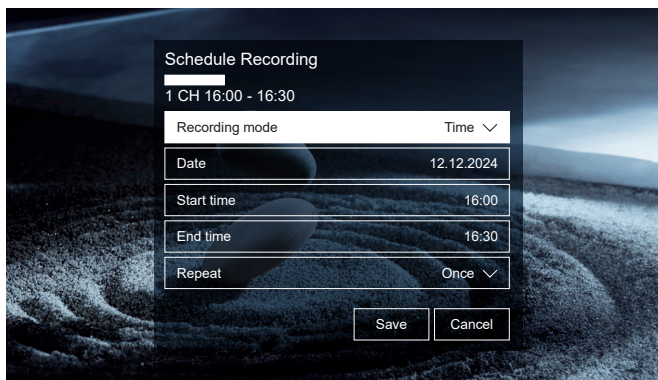 Schedule Recording
1 CH 16:00 - 16:30
Recording mode Time
Date 12.12.2024
Start time 16:00
End time 16:30
Repeat Once
Save Cancel